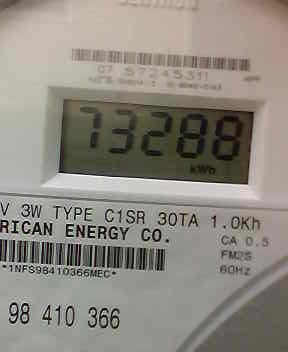 07 57245311
73288
kWh
V 3W TYPE C1SR 30TA 1.0Kh
RICAN ENERGY CO.
CA 0.5
FM2S
*1NFS98410366MEC*
60Hz
98 410 366